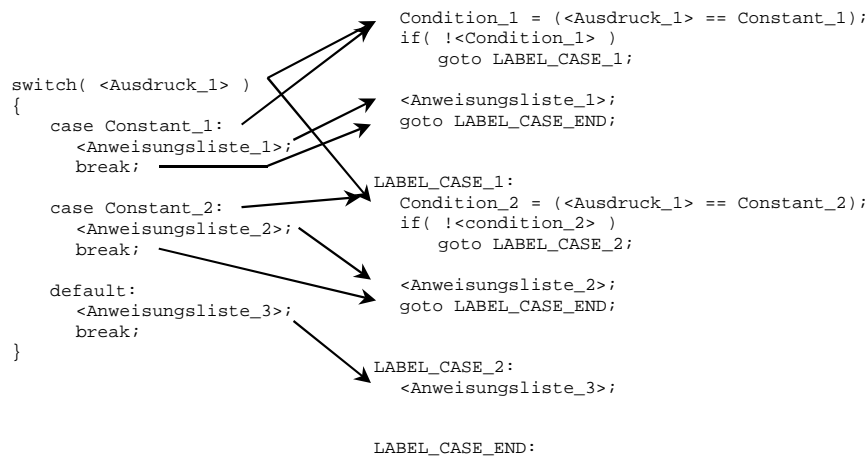 switch( <Ausdruck_1> )
{
case Constant_1:
<Anweisungsliste_1>;
break;
case Constant_2:
<Anweisungsliste_2>;
break;
default:
<Anweisungsliste_3>;
break;
}
Condition_1 = (<Ausdruck_1> == Constant_1);
if( !<Condition_1> )
goto LABEL_CASE_1;
<Anweisungsliste_1>;
goto LABEL_CASE_END;
LABEL_CASE_1:
Condition_2 = (<Ausdruck_1> == Constant_2);
if( !<condition_2> )
goto LABEL_CASE_2;
<Anweisungsliste_2>;
goto LABEL_CASE_END;
LABEL_CASE_2:
<Anweisungsliste_3>;
LABEL_CASE_END: